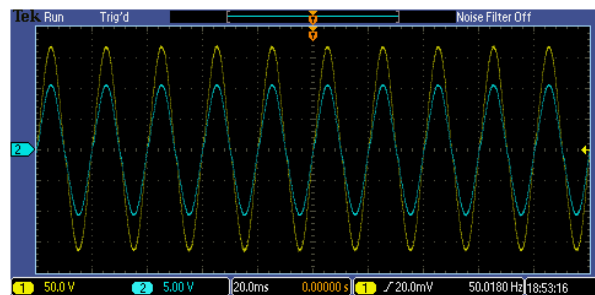 Tek Run Trig'd Noise Filter Off
2
1 50.0 V 2 5.00 V 20.0ms 0.00000 s 1 20.0mV 50.0180 Hz 18:53:16